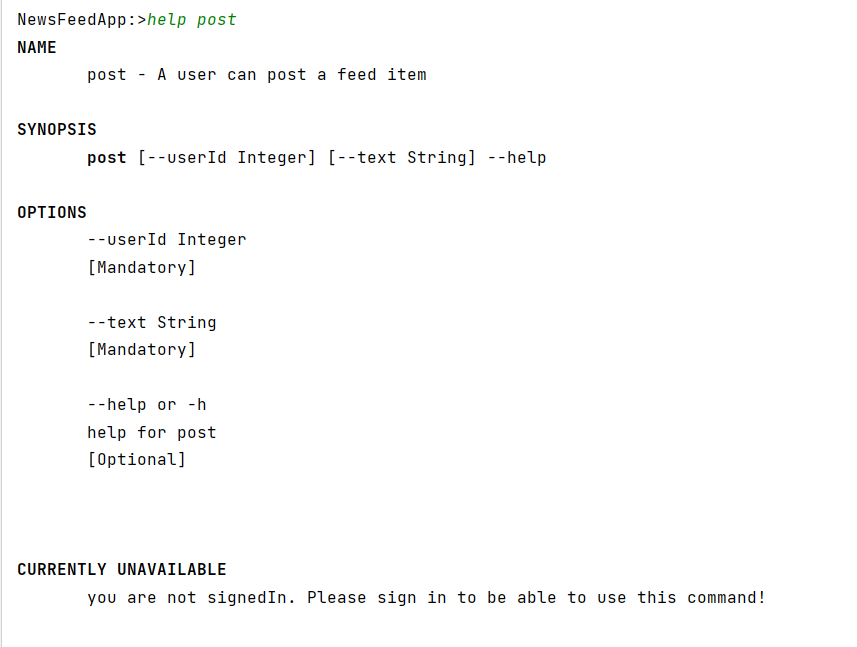 NewsFeedApp:>help post
NAME
post - A user can post a feed item
SYNOPSIS
post [--userId Integer] [--text String] --help
OPTIONS
--userId Integer
[Mandatory]
--text String
[Mandatory]
--help or -h
help for post
[Optional]
CURRENTLY UNAVAILABLE
you are not signedIn. Please sign in to be able to use this command!